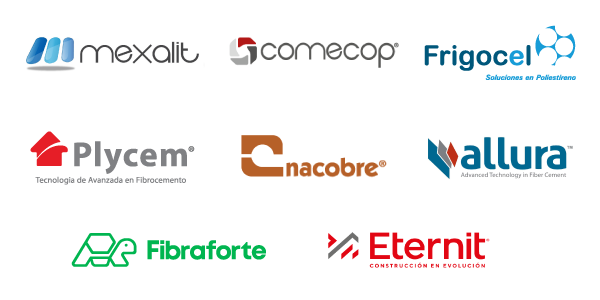 mexalit
comecop®
Frigocel
Soluciones en Poliestireno
Plycem®
Tecnología de Avanzada en Fibrocemento
nacobre®
allura™
Advanced Technology in Fiber Cement
Fibraforte
Eternit®
CONSTRUCCIÓN EN EVOLUCIÓN